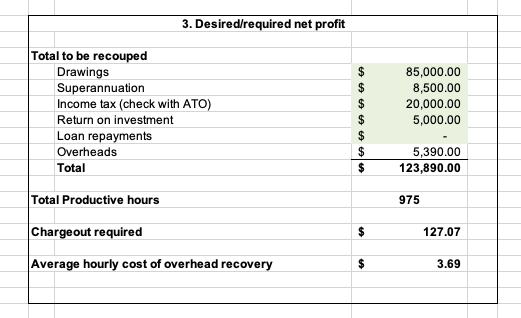 3. Desired/required net profit
Total to be recouped
Drawings $ 85,000.00
Superannuation $ 8,500.00
Income tax (check with ATO) $ 20,000.00
Return on investment $ 5,000.00
Loan repayments $ -
Overheads $ 5,390.00
Total $ 123,890.00
Total Productive hours 975
Chargeout required $ 127.07
Average hourly cost of overhead recovery $ 3.69